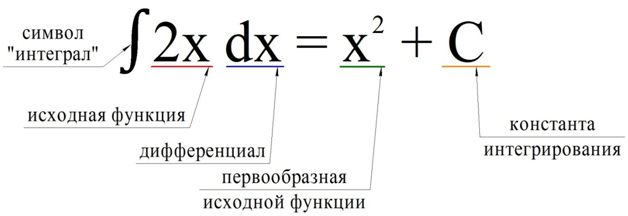 символ
"интеграл"
∫ 2x dx = x² + C
исходная функция
дифференциал
первообразная
исходной функции
константа
интегрирования